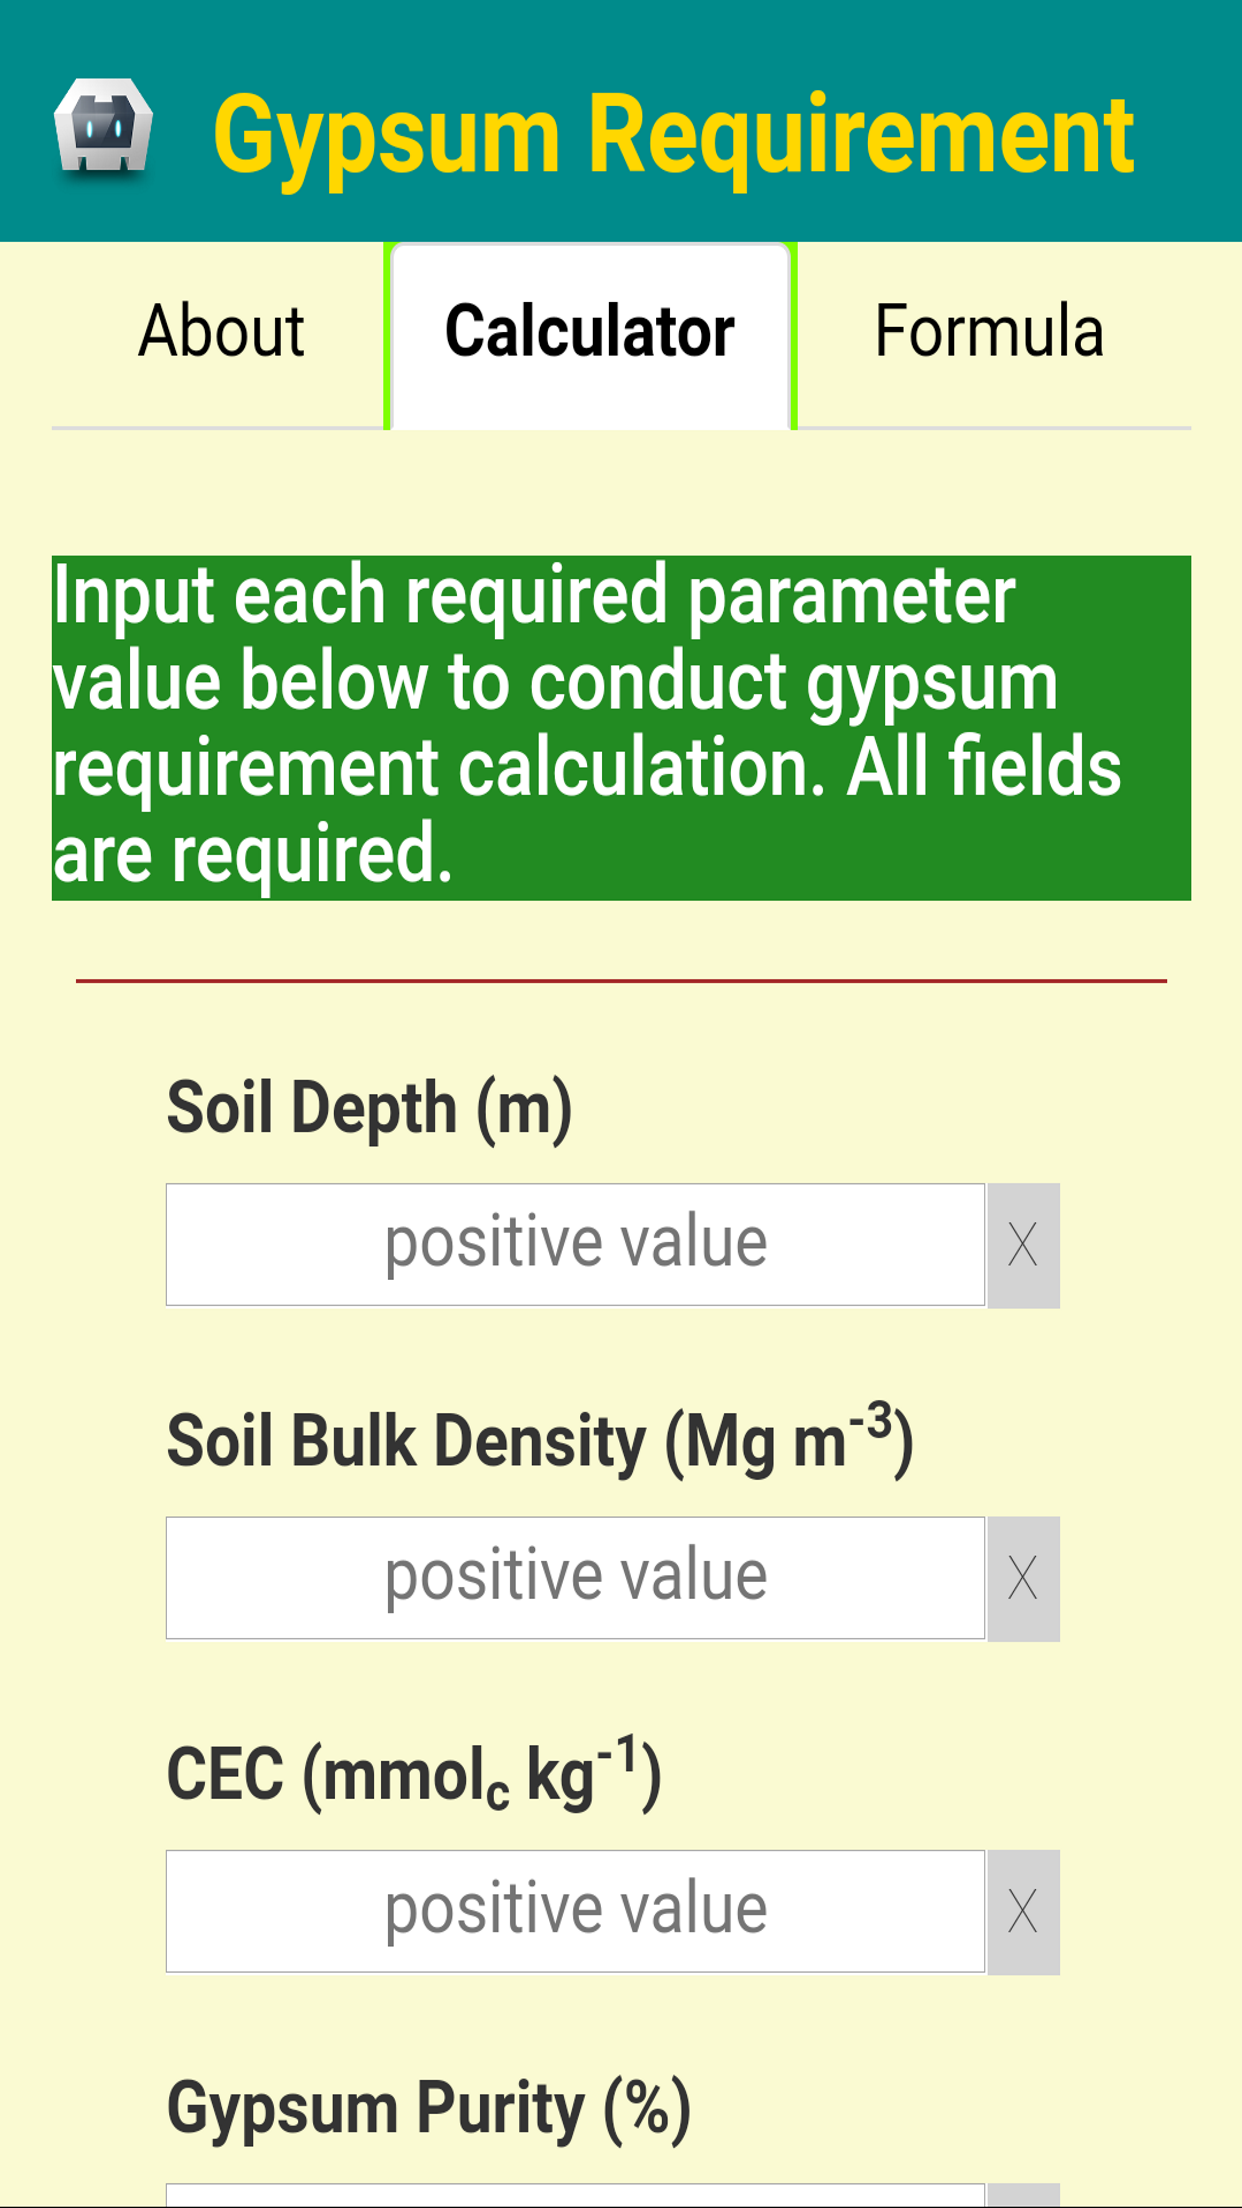 Gypsum Requirement
About Calculator Formula
Input each required parameter
value below to conduct gypsum
requirement calculation. All fields
are required.
Soil Depth (m)
positive value X
Soil Bulk Density (Mg m⁻³)
positive value X
CEC (mmol꜀ kg⁻¹)
positive value X
Gypsum Purity (%)